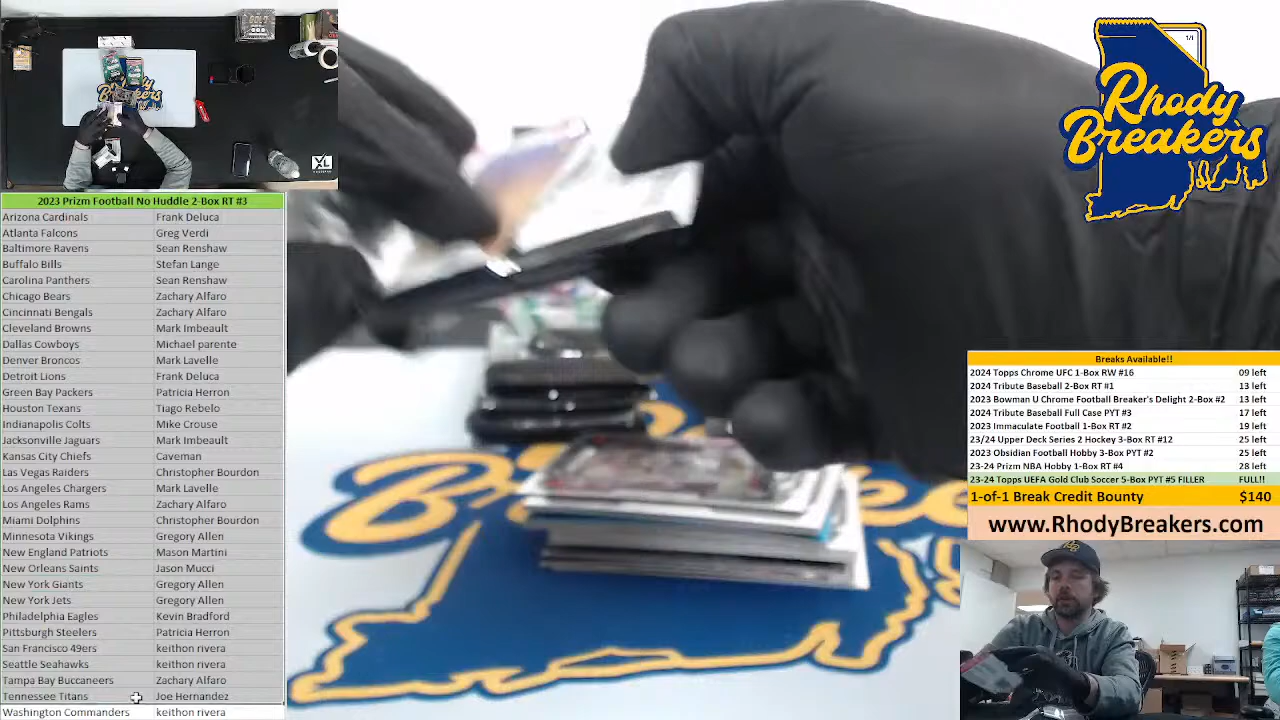 1/1
Rhody
Breakers
XL
2023 Prizm Football No Huddle 2-Box RT #3
Arizona Cardinals Frank Deluca
Atlanta Falcons Greg Verdi
Baltimore Ravens Sean Renshaw
Buffalo Bills Stefan Lange
Carolina Panthers Sean Renshaw
Chicago Bears Zachary Alfaro
Cincinnati Bengals Zachary Alfaro
Cleveland Browns Mark Imbeault
Dallas Cowboys Michael parente
Denver Broncos Mark Lavelle
Detroit Lions Frank Deluca
Green Bay Packers Patricia Herron
Houston Texans Tiago Rebelo
Indianapolis Colts Mike Crouse
Jacksonville Jaguars Mark Imbeault
Kansas City Chiefs Caveman
Las Vegas Raiders Christopher Bourdon
Los Angeles Chargers Mark Lavelle
Los Angeles Rams Zachary Alfaro
Miami Dolphins Christopher Bourdon
Minnesota Vikings Gregory Allen
New England Patriots Mason Martini
New Orleans Saints Jason Mucci
New York Giants Gregory Allen
New York Jets Gregory Allen
Philadelphia Eagles Kevin Bradford
Pittsburgh Steelers Patricia Herron
San Francisco 49ers keithon rivera
Seattle Seahawks keithon rivera
Tampa Bay Buccaneers Zachary Alfaro
Tennessee Titans Joe Hernandez
Washington Commanders keithon rivera
Breaks Available!!
2024 Topps Chrome UFC 1-Box RW #16 09 left
2024 Tribute Baseball 2-Box RT #1 13 left
2023 Bowman U Chrome Football Breaker's Delight 2-Box #2 13 left
2024 Tribute Baseball Full Case PYT #3 17 left
2023 Immaculate Football 1-Box RT #2 19 left
23/24 Upper Deck Series 2 Hockey 3-Box RT #12 25 left
2023 Obsidian Football Hobby 3-Box PYT #2 25 left
23-24 Prizm NBA Hobby 1-Box RT #4 28 left
23-24 Topps UEFA Gold Club Soccer 5-Box PYT #5 FILLER FULL!!
1-of-1 Break Credit Bounty $140
www.RhodyBreakers.com